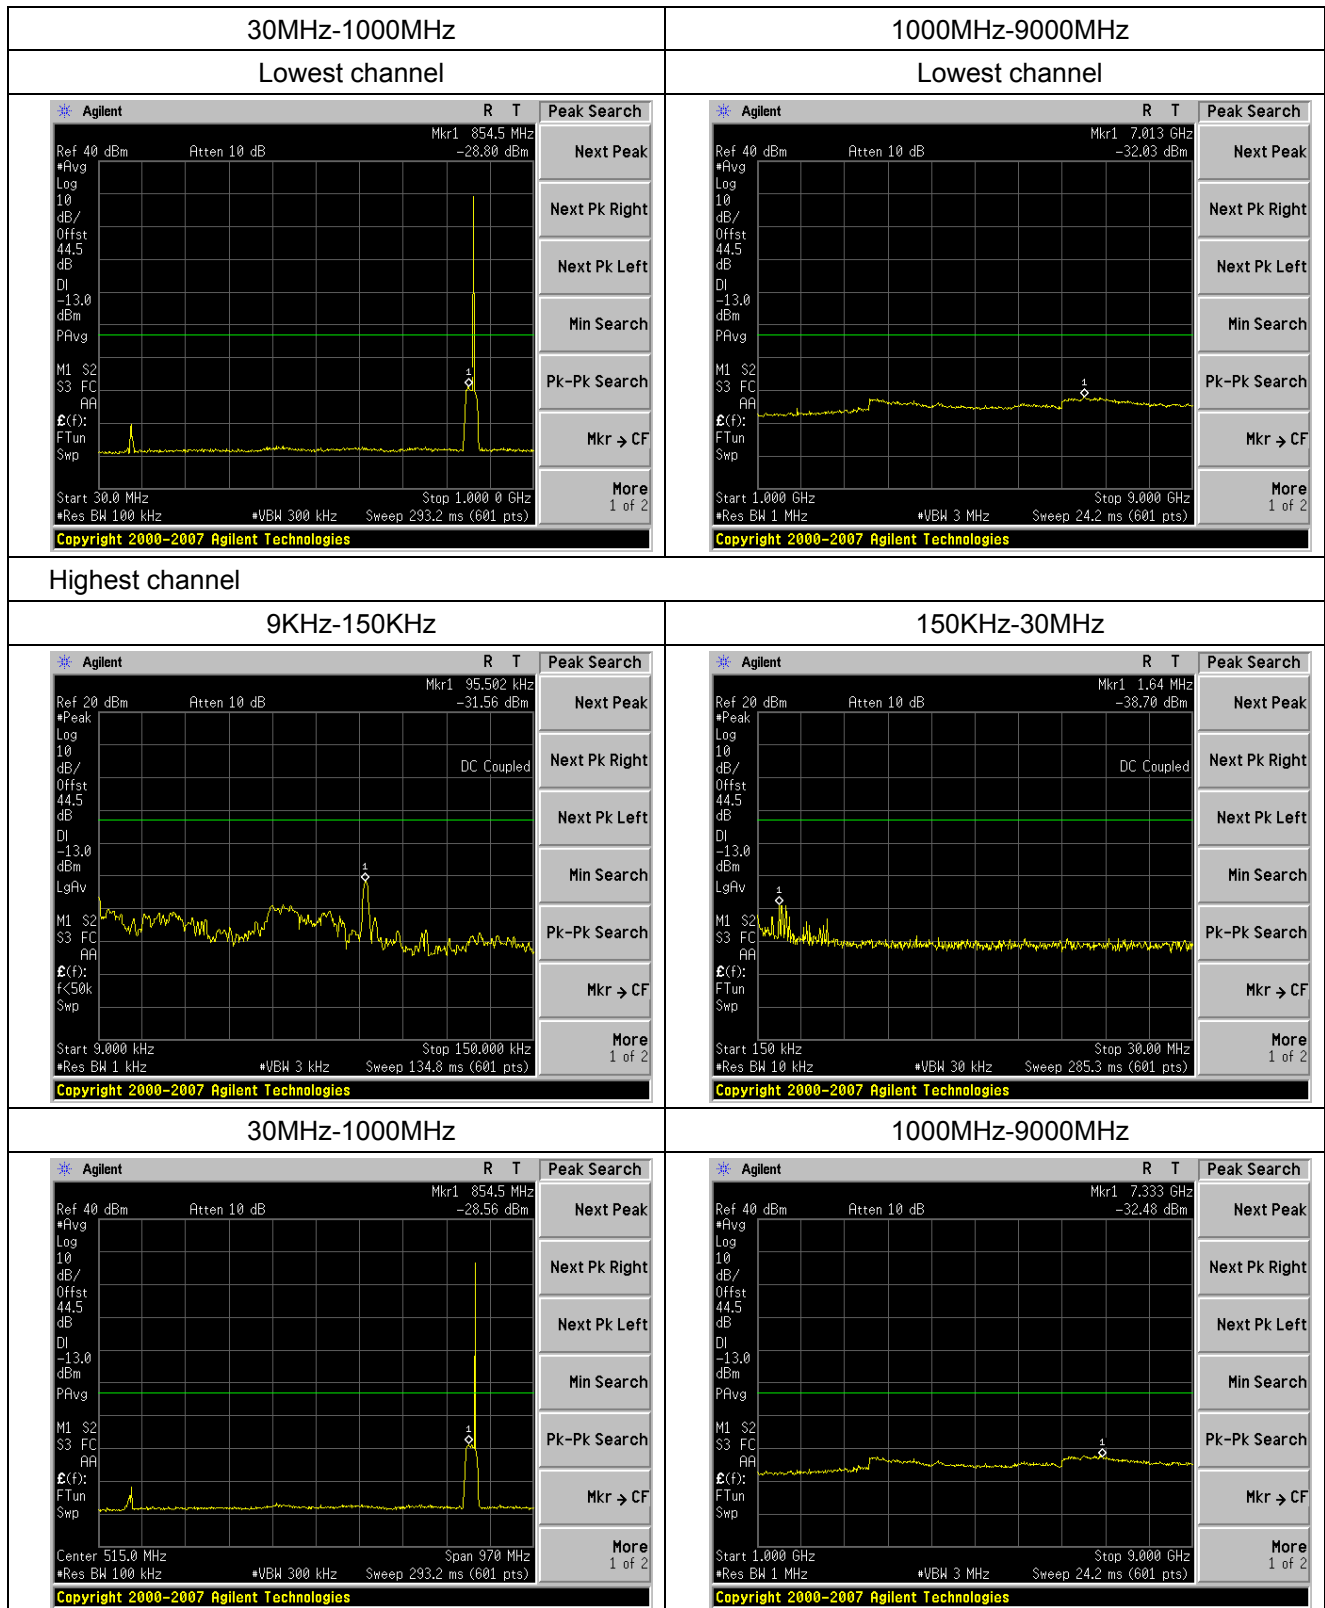 30MHz-1000MHz
1000MHz-9000MHz
Lowest channel
Lowest channel
Agilent
R T
Peak Search
Mkr1 854.5 MHz
Ref 40 dBm
Atten 10 dB
-28.80 dBm
#Avg
Log
10
dB/
Offst
44.5
dB
DI
-13.0
dBm
PAvg
M1 S2
S3 FC
AA
£(f):
FTun
Swp
1
Start 30.0 MHz
Stop 1.000 0 GHz
#Res BW 100 kHz
#VBW 300 kHz
Sweep 293.2 ms (601 pts)
Copyright 2000-2007 Agilent Technologies
Next Peak
Next Pk Right
Next Pk Left
Min Search
Pk-Pk Search
Mkr → CF
More
1 of 2
Agilent
R T
Peak Search
Mkr1 7.013 GHz
Ref 40 dBm
Atten 10 dB
-32.03 dBm
#Avg
Log
10
dB/
Offst
44.5
dB
DI
-13.0
dBm
PAvg
M1 S2
S3 FC
AA
£(f):
FTun
Swp
1
Start 1.000 GHz
Stop 9.000 GHz
#Res BW 1 MHz
#VBW 3 MHz
Sweep 24.2 ms (601 pts)
Copyright 2000-2007 Agilent Technologies
Next Peak
Next Pk Right
Next Pk Left
Min Search
Pk-Pk Search
Mkr → CF
More
1 of 2
Highest channel
9KHz-150KHz
150KHz-30MHz
Agilent
R T
Peak Search
Mkr1 95.502 kHz
Ref 20 dBm
Atten 10 dB
-31.56 dBm
#Peak
Log
10
dB/
Offst
44.5
dB
DI
-13.0
dBm
LgAv
M1 S2
S3 FC
AA
£(f):
f<50k
Swp
DC Coupled
1
Start 9.000 kHz
Stop 150.000 kHz
#Res BW 1 kHz
#VBW 3 kHz
Sweep 134.8 ms (601 pts)
Copyright 2000-2007 Agilent Technologies
Next Peak
Next Pk Right
Next Pk Left
Min Search
Pk-Pk Search
Mkr → CF
More
1 of 2
Agilent
R T
Peak Search
Mkr1 1.64 MHz
Ref 20 dBm
Atten 10 dB
-38.70 dBm
#Peak
Log
10
dB/
Offst
44.5
dB
DI
-13.0
dBm
LgAv
M1 S2
S3 FC
AA
£(f):
FTun
Swp
DC Coupled
1
Start 150 kHz
Stop 30.00 MHz
#Res BW 10 kHz
#VBW 30 kHz
Sweep 285.3 ms (601 pts)
Copyright 2000-2007 Agilent Technologies
Next Peak
Next Pk Right
Next Pk Left
Min Search
Pk-Pk Search
Mkr → CF
More
1 of 2
30MHz-1000MHz
1000MHz-9000MHz
Agilent
R T
Peak Search
Mkr1 854.5 MHz
Ref 40 dBm
Atten 10 dB
-28.56 dBm
#Avg
Log
10
dB/
Offst
44.5
dB
DI
-13.0
dBm
PAvg
M1 S2
S3 FC
AA
£(f):
FTun
Swp
1
Center 515.0 MHz
Span 970 MHz
#Res BW 100 kHz
#VBW 300 kHz
Sweep 293.2 ms (601 pts)
Copyright 2000-2007 Agilent Technologies
Next Peak
Next Pk Right
Next Pk Left
Min Search
Pk-Pk Search
Mkr → CF
More
1 of 2
Agilent
R T
Peak Search
Mkr1 7.333 GHz
Ref 40 dBm
Atten 10 dB
-32.48 dBm
#Avg
Log
10
dB/
Offst
44.5
dB
DI
-13.0
dBm
PAvg
M1 S2
S3 FC
AA
£(f):
FTun
Swp
1
Start 1.000 GHz
Stop 9.000 GHz
#Res BW 1 MHz
#VBW 3 MHz
Sweep 24.2 ms (601 pts)
Copyright 2000-2007 Agilent Technologies
Next Peak
Next Pk Right
Next Pk Left
Min Search
Pk-Pk Search
Mkr → CF
More
1 of 2